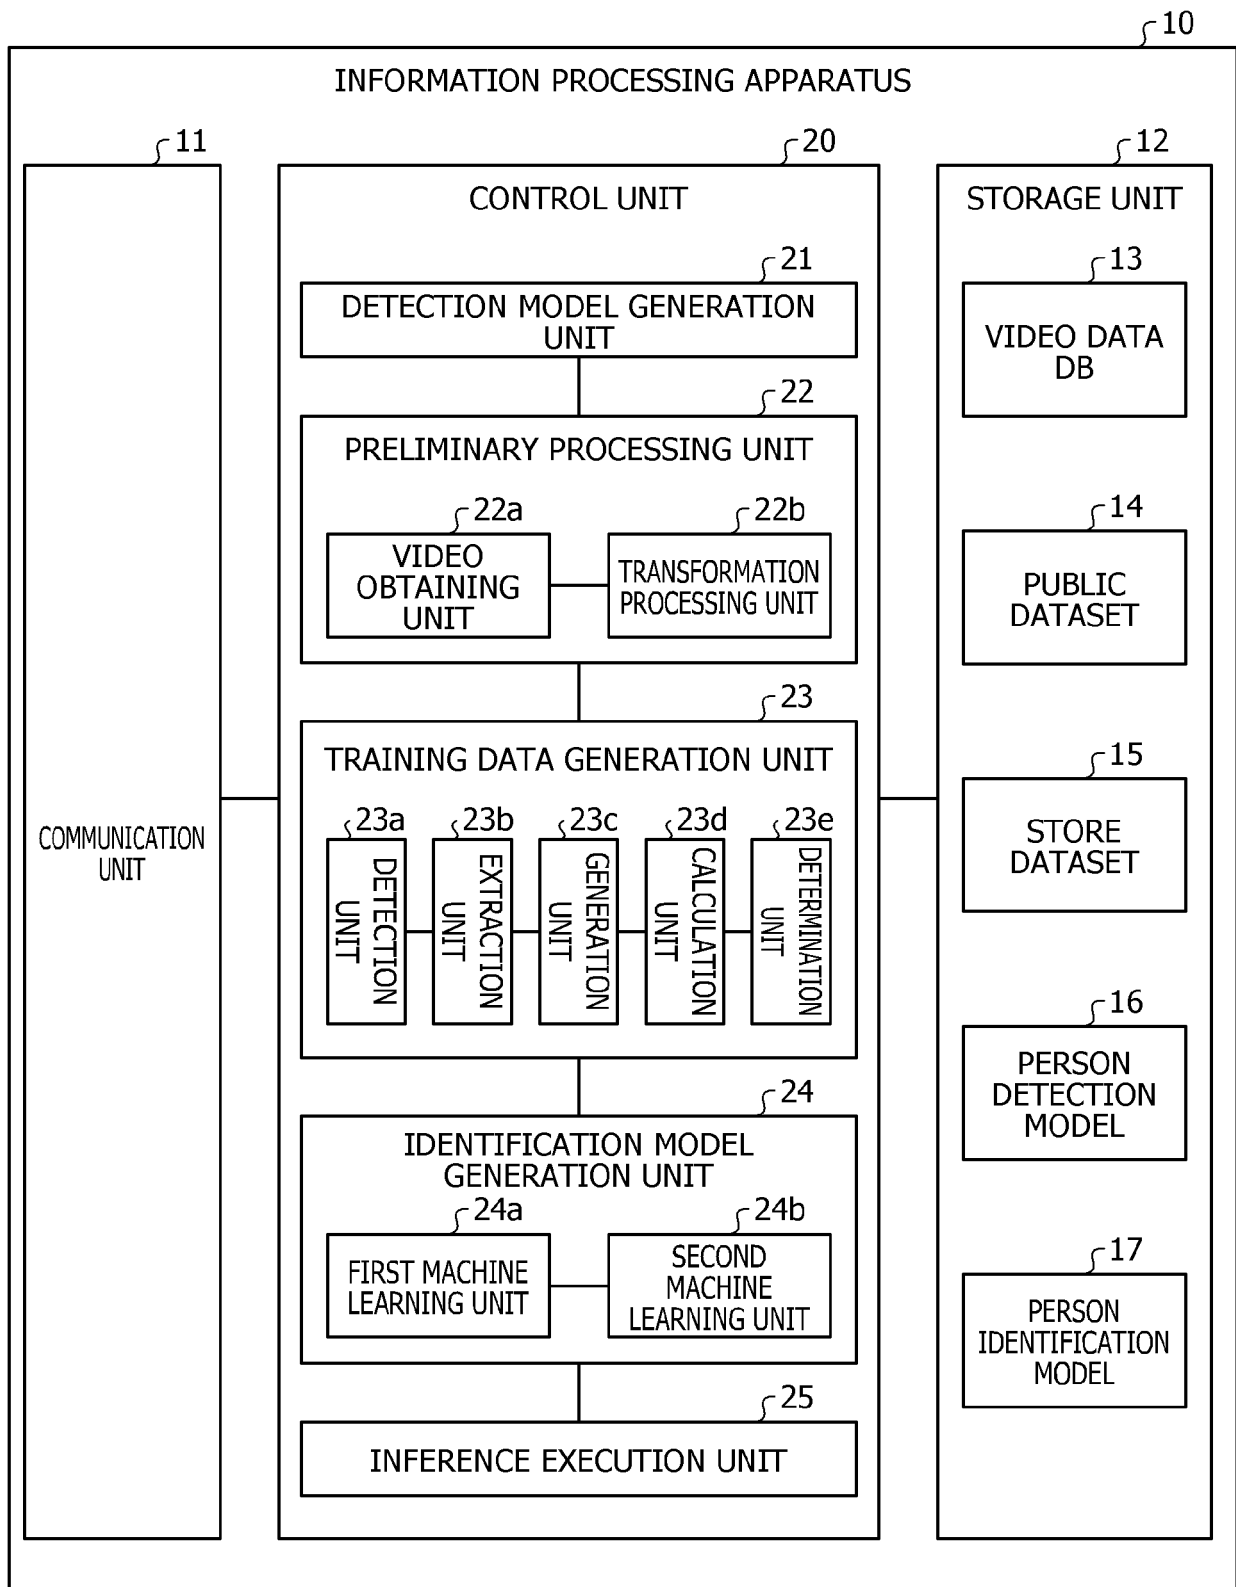 10
INFORMATION PROCESSING APPARATUS
11
COMMUNICATION
UNIT
20
CONTROL UNIT
21
DETECTION MODEL GENERATION
UNIT
22
PRELIMINARY PROCESSING UNIT
22a
VIDEO
OBTAINING
UNIT
22b
TRANSFORMATION
PROCESSING UNIT
23
TRAINING DATA GENERATION UNIT
23a
DETECTION
UNIT
23b
EXTRACTION
UNIT
23c
GENERATION
UNIT
23d
CALCULATION
UNIT
23e
DETERMINATION
UNIT
24
IDENTIFICATION MODEL
GENERATION UNIT
24a
FIRST MACHINE
LEARNING UNIT
24b
SECOND
MACHINE
LEARNING UNIT
25
INFERENCE EXECUTION UNIT
12
STORAGE UNIT
13
VIDEO DATA
DB
14
PUBLIC
DATASET
15
STORE
DATASET
16
PERSON
DETECTION
MODEL
17
PERSON
IDENTIFICATION
MODEL